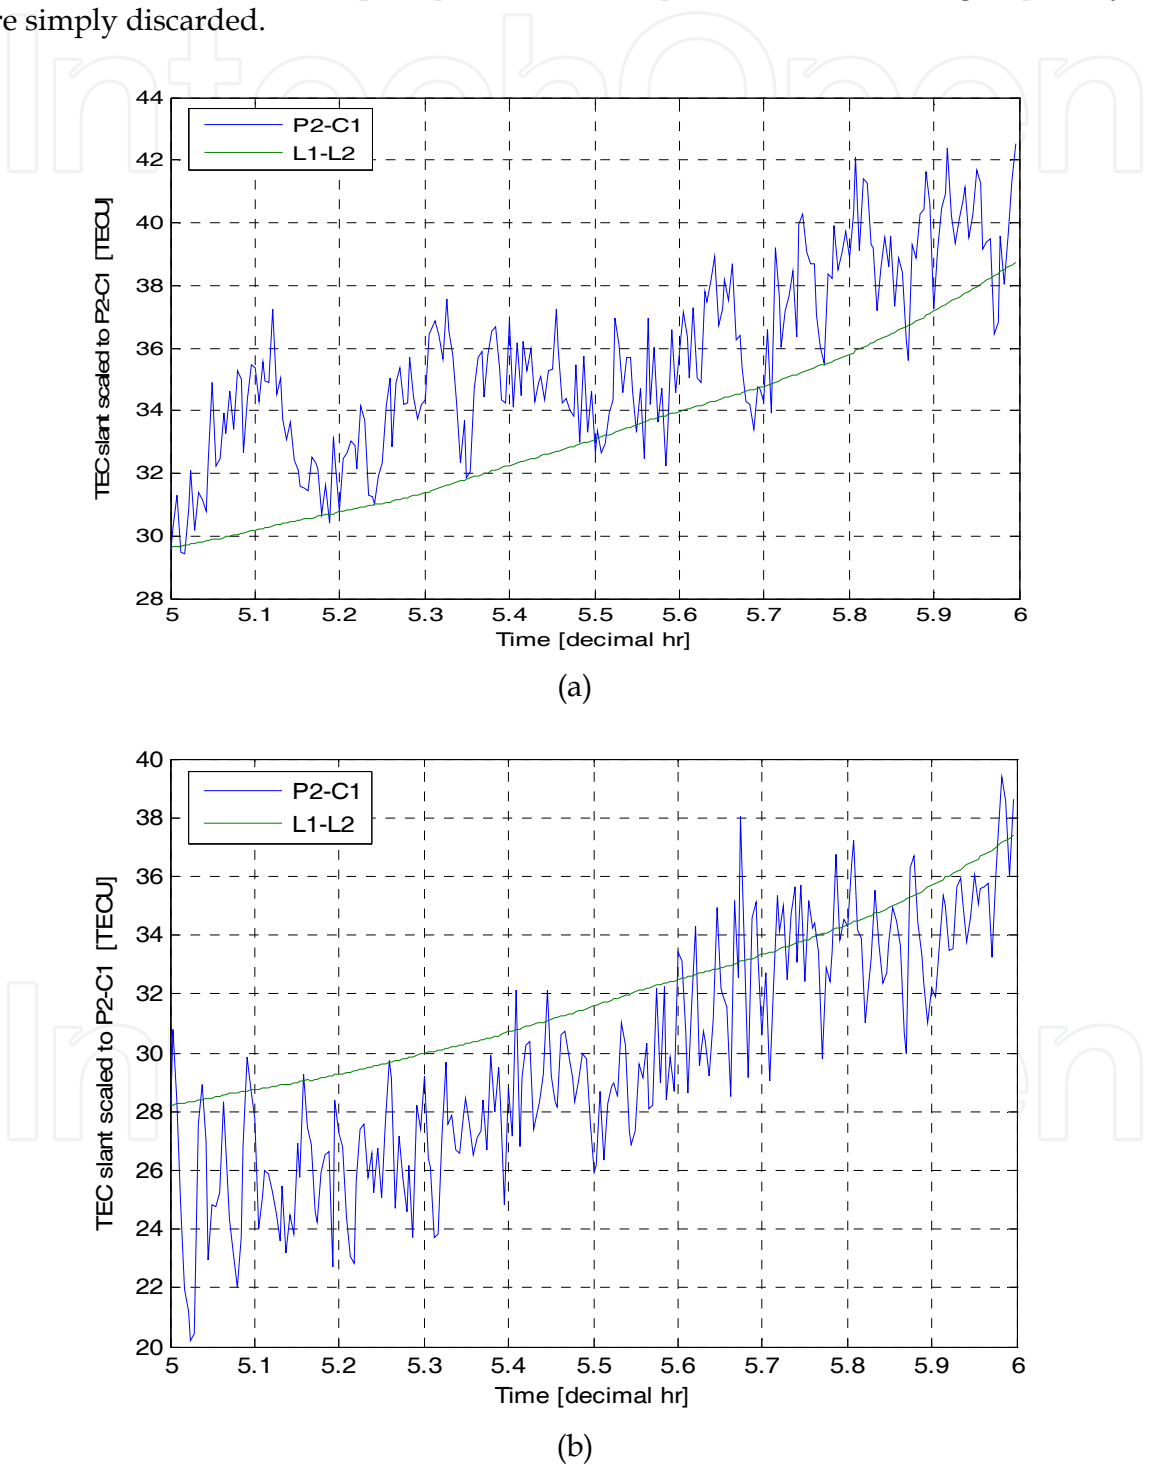 re simply discarded.
IntechOpen
44
42
40
38
36
34
32
30
28
TEC slant scaled to P2-C1 [TECU]
P2-C1
L1-L2
5 5.1 5.2 5.3 5.4 5.5 5.6 5.7 5.8 5.9 6
Time [decimal hr]
(a)
40
38
36
34
32
30
28
26
24
22
20
TEC slant scaled to P2-C1 [TECU]
P2-C1
L1-L2
5 5.1 5.2 5.3 5.4 5.5 5.6 5.7 5.8 5.9 6
Time [decimal hr]
(b)